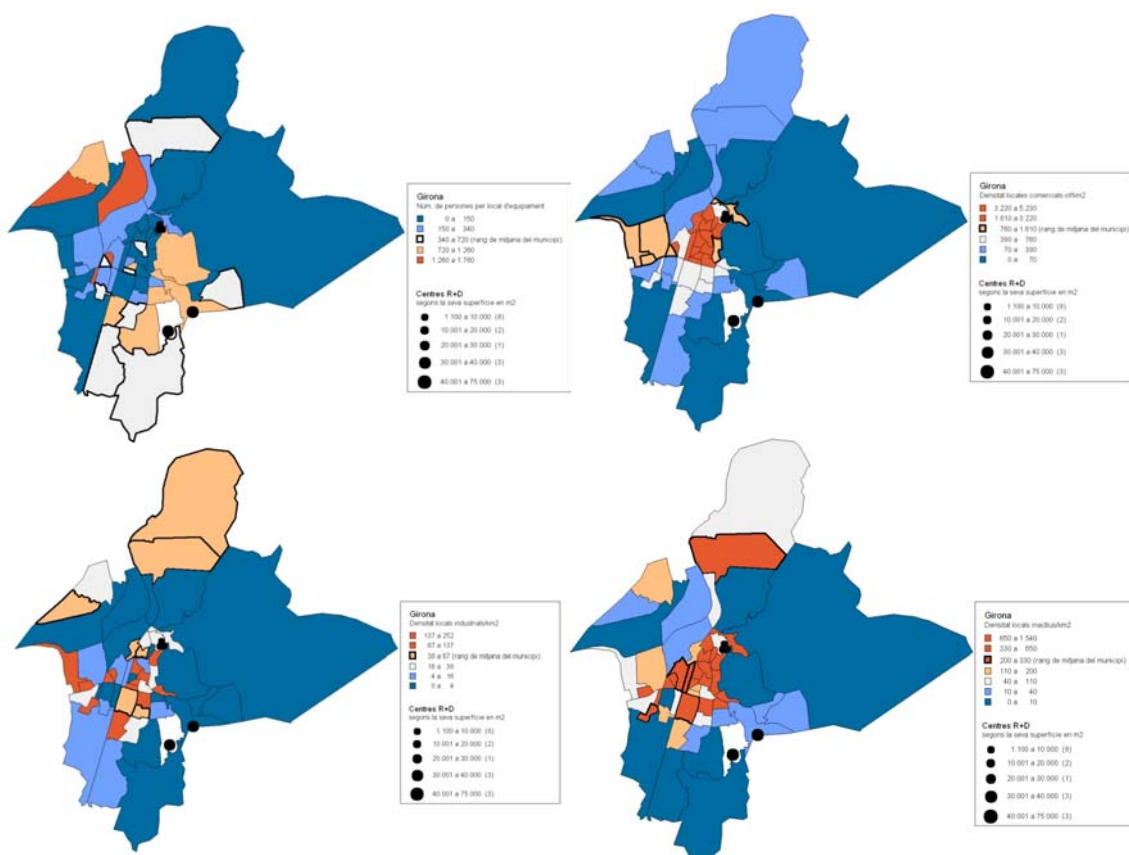 Girona
Núm. de persones per local d'equipament
0 a 150
150 a 340
340 a 720 (rang de mitjana del municipi)
720 a 1.260
1.260 a 1.760
Centres R+D
segons la seva superfície en m2
1.100 a 10.000 (6)
10.001 a 20.000 (2)
20.001 a 30.000 (1)
30.001 a 40.000 (3)
40.001 a 75.000 (3)
Girona
Densitat locales comercials-offi/m2
3.220 a 5.230
1.610 a 3.220
760 a 1.610 (rang de mitjana del municipi)
380 a 760
70 a 380
0 a 70
Centres R+D
segons la seva superfície en m2
1.100 a 10.000 (6)
10.001 a 20.000 (2)
20.001 a 30.000 (1)
30.001 a 40.000 (3)
40.001 a 75.000 (3)
Girona
Densitat locals industrials/km2
137 a 252
67 a 137
38 a 67 (rang de mitjana del municipi)
16 a 38
4 a 16
0 a 4
Centres R+D
segons la seva superfície en m2
1.100 a 10.000 (6)
10.001 a 20.000 (2)
20.001 a 30.000 (1)
30.001 a 40.000 (3)
40.001 a 75.000 (3)
Girona
Densitat locals inactius/km2
650 a 1.540
330 a 650
200 a 330 (rang de mitjana del municipi)
110 a 200
40 a 110
10 a 40
0 a 10
Centres R+D
segons la seva superfície en m2
1.100 a 10.000 (6)
10.001 a 20.000 (2)
20.001 a 30.000 (1)
30.001 a 40.000 (3)
40.001 a 75.000 (3)